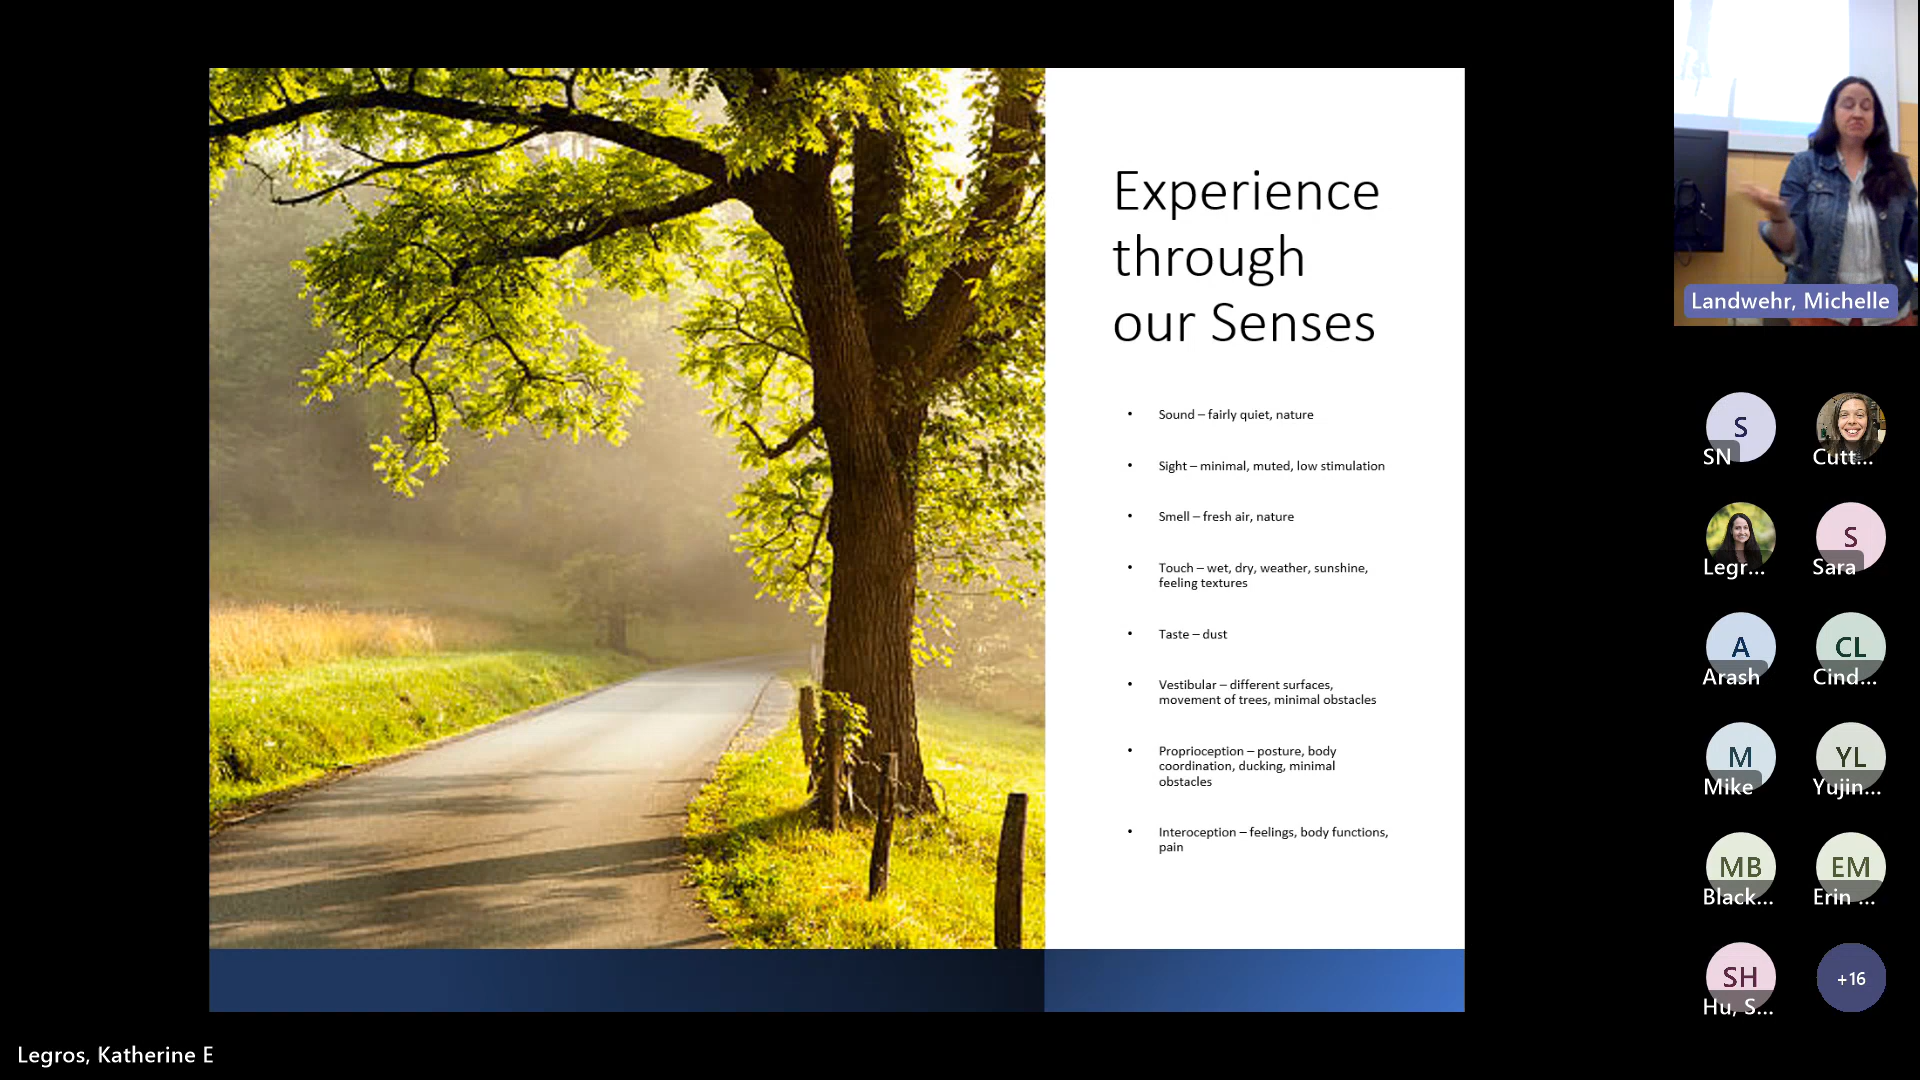 Experience
through
our Senses
• Sound – fairly quiet, nature
• Sight – minimal, muted, low stimulation
• Smell – fresh air, nature
• Touch – wet, dry, weather, sunshine,
feeling textures
• Taste – dust
• Vestibular – different surfaces,
movement of trees, minimal obstacles
• Proprioception – posture, body
coordination, ducking, minimal
obstacles
• Interoception – feelings, body functions,
pain
Landwehr, Michelle
S
SN
Cutt...
Legr...
S
Sara
A
Arash
CL
Cind...
M
Mike
YL
Yujin...
MB
Black...
EM
Erin ...
SH
Hu, S...
+16
Legros, Katherine E